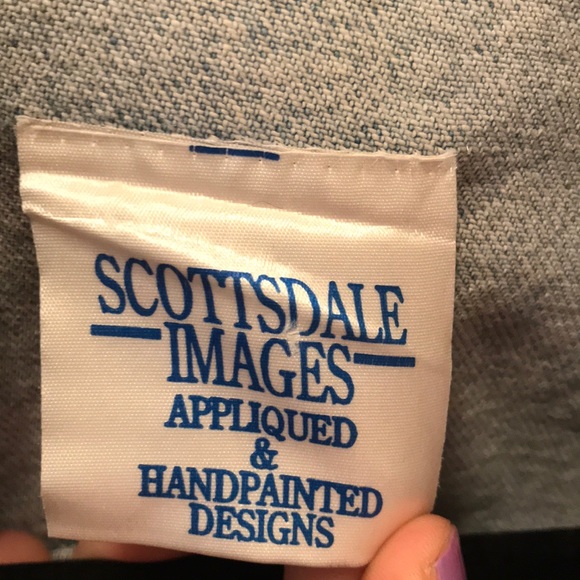 SCOTTSDALE
IMAGES
APPLIQUED
&
HANDPAINTED
DESIGNS